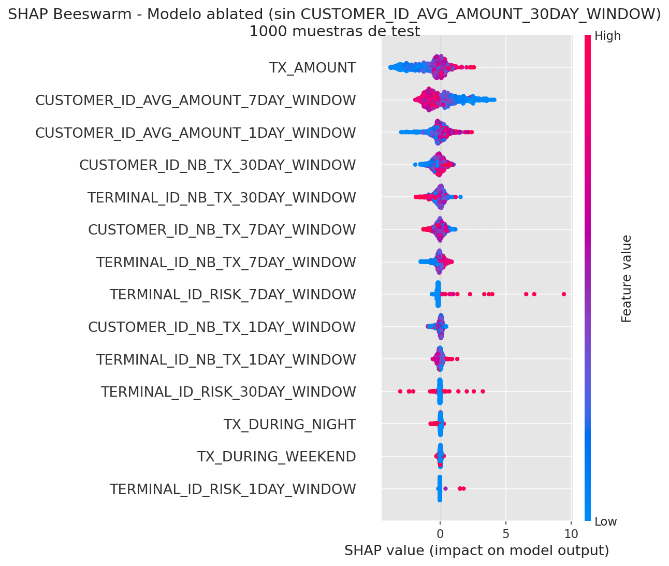 SHAP Beeswarm - Modelo ablated (sin CUSTOMER_ID_AVG_AMOUNT_30DAY_WINDOW)
1000 muestras de test
High
TX_AMOUNT
CUSTOMER_ID_AVG_AMOUNT_7DAY_WINDOW
CUSTOMER_ID_AVG_AMOUNT_1DAY_WINDOW
CUSTOMER_ID_NB_TX_30DAY_WINDOW
TERMINAL_ID_NB_TX_30DAY_WINDOW
CUSTOMER_ID_NB_TX_7DAY_WINDOW
TERMINAL_ID_NB_TX_7DAY_WINDOW
TERMINAL_ID_RISK_7DAY_WINDOW
CUSTOMER_ID_NB_TX_1DAY_WINDOW
TERMINAL_ID_NB_TX_1DAY_WINDOW
TERMINAL_ID_RISK_30DAY_WINDOW
TX_DURING_NIGHT
TX_DURING_WEEKEND
TERMINAL_ID_RISK_1DAY_WINDOW
Feature value
Low
0 5 10
SHAP value (impact on model output)